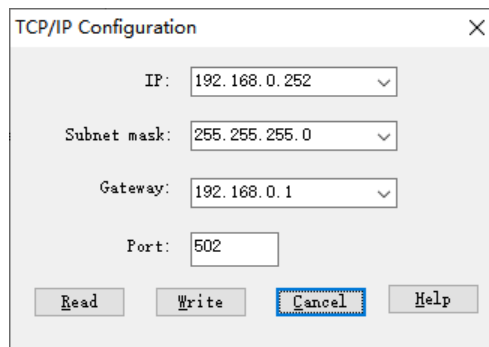 TCP/IP Configuration
IP: 192.168.0.252
Subnet mask: 255.255.255.0
Gateway: 192.168.0.1
Port: 502
Read Write Cancel Help